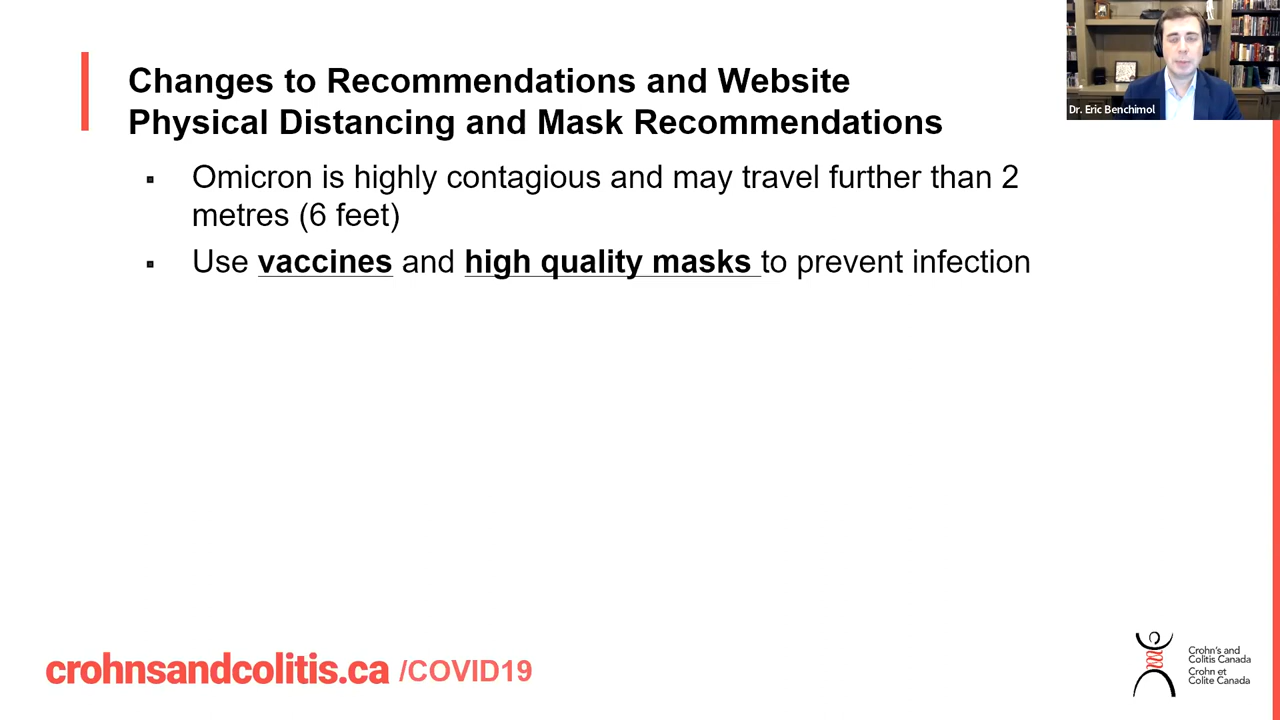 Changes to Recommendations and Website
Physical Distancing and Mask Recommendations
Dr. Eric Benchimol
▪ Omicron is highly contagious and may travel further than 2
metres (6 feet)
▪ Use vaccines and high quality masks to prevent infection
crohnsandcolitis.ca /COVID19
Crohn's and
Colitis Canada
Crohn et
Colite Canada